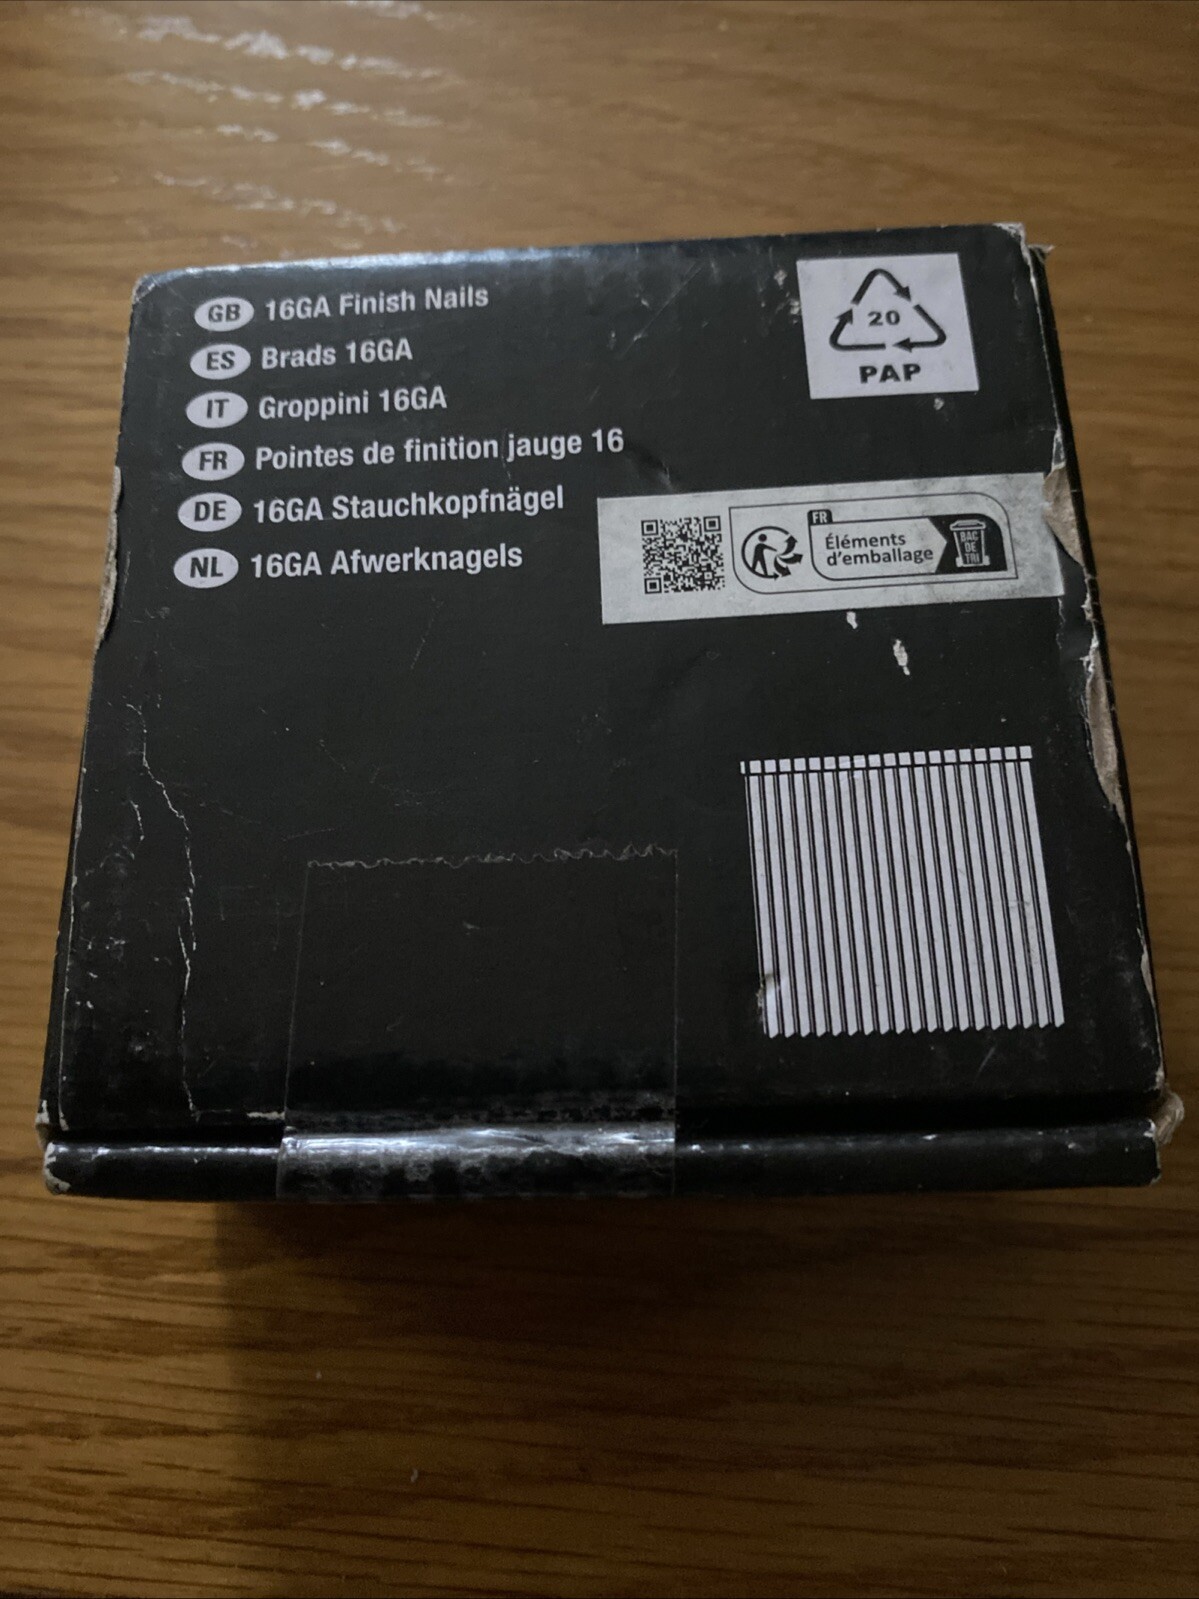 GB 16GA Finish Nails
ES Brads 16GA
IT Groppini 16GA
FR Pointes de finition jauge 16
DE 16GA Stauchkopfnägel
NL 16GA Afwerknagels
20
PAP
FR
Éléments
d'emballage
BAC
DE
TRI